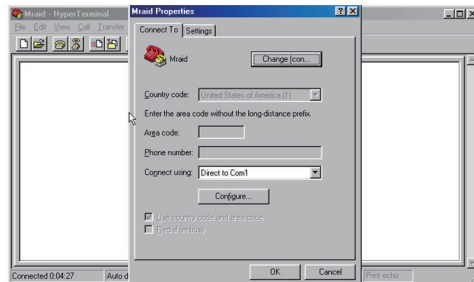 Mraid - HyperTerminal
File Edit View Call Transfer
Mraid Properties
Connect To Settings
Mraid
Change Icon...
Country code: United States of America (1)
Enter the area code without the long-distance prefix.
Area code:
Phone number:
Connect using: Direct to Com1
Configure...
Use country code and area code
Redial on busy
OK Cancel
Connected 0:04:27 Auto d Print echo